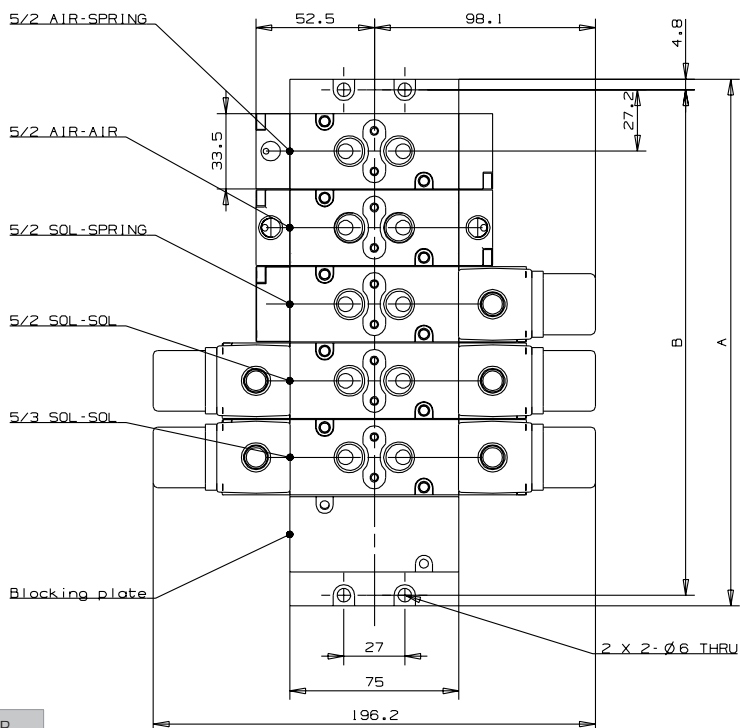 5/2 AIR-SPRING
52.5
98.1
4.8
27.2
33.5
5/2 AIR-AIR
5/2 SOL-SPRING
5/2 SOL-SOL
B
A
5/3 SOL-SOL
Blocking plate
27
2 X 2-Ø6 THRU
75
196.2